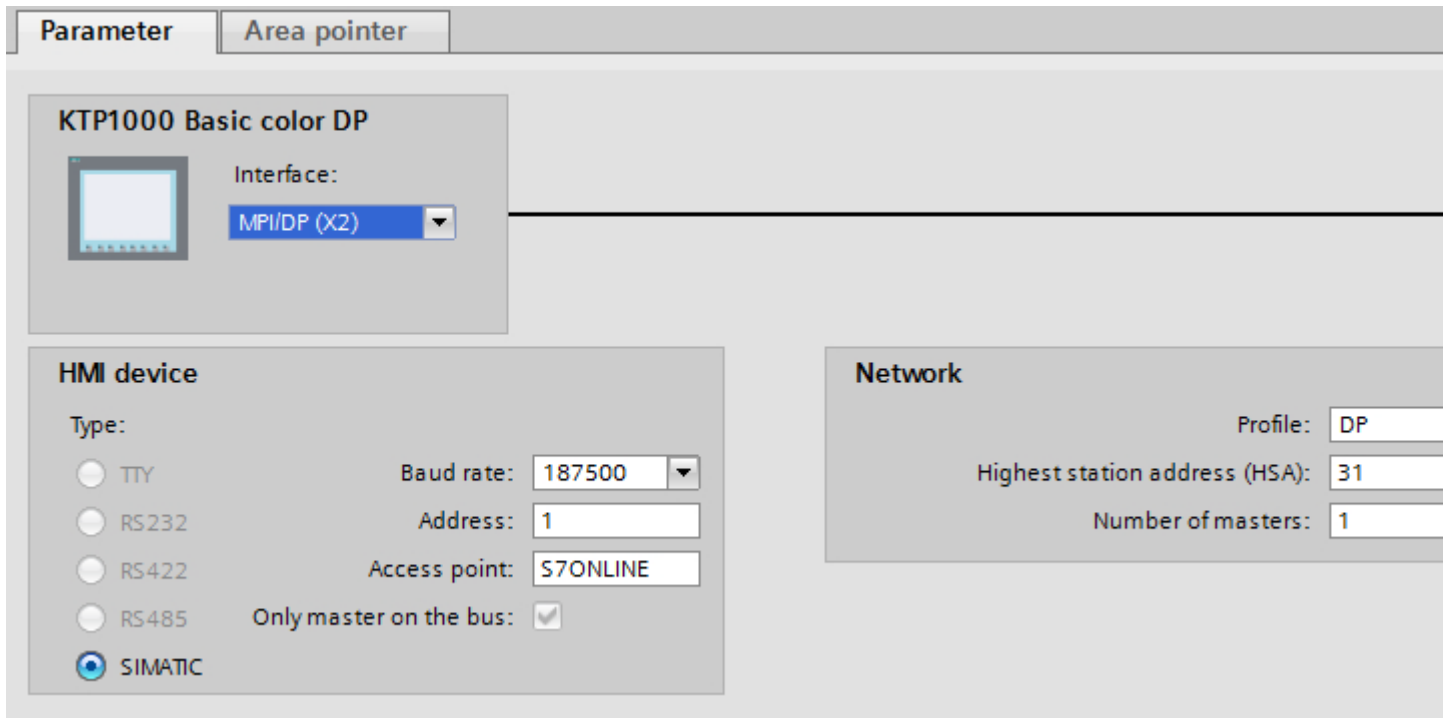 Parameter
Area pointer
KTP1000 Basic color DP
Interface:
MPI/DP (X2)
HMI device
Type:
TTY
RS232
RS422
RS485
SIMATIC
Baud rate: 187500
Address: 1
Access point: S7ONLINE
Only master on the bus:
Network
Profile: DP
Highest station address (HSA): 31
Number of masters: 1